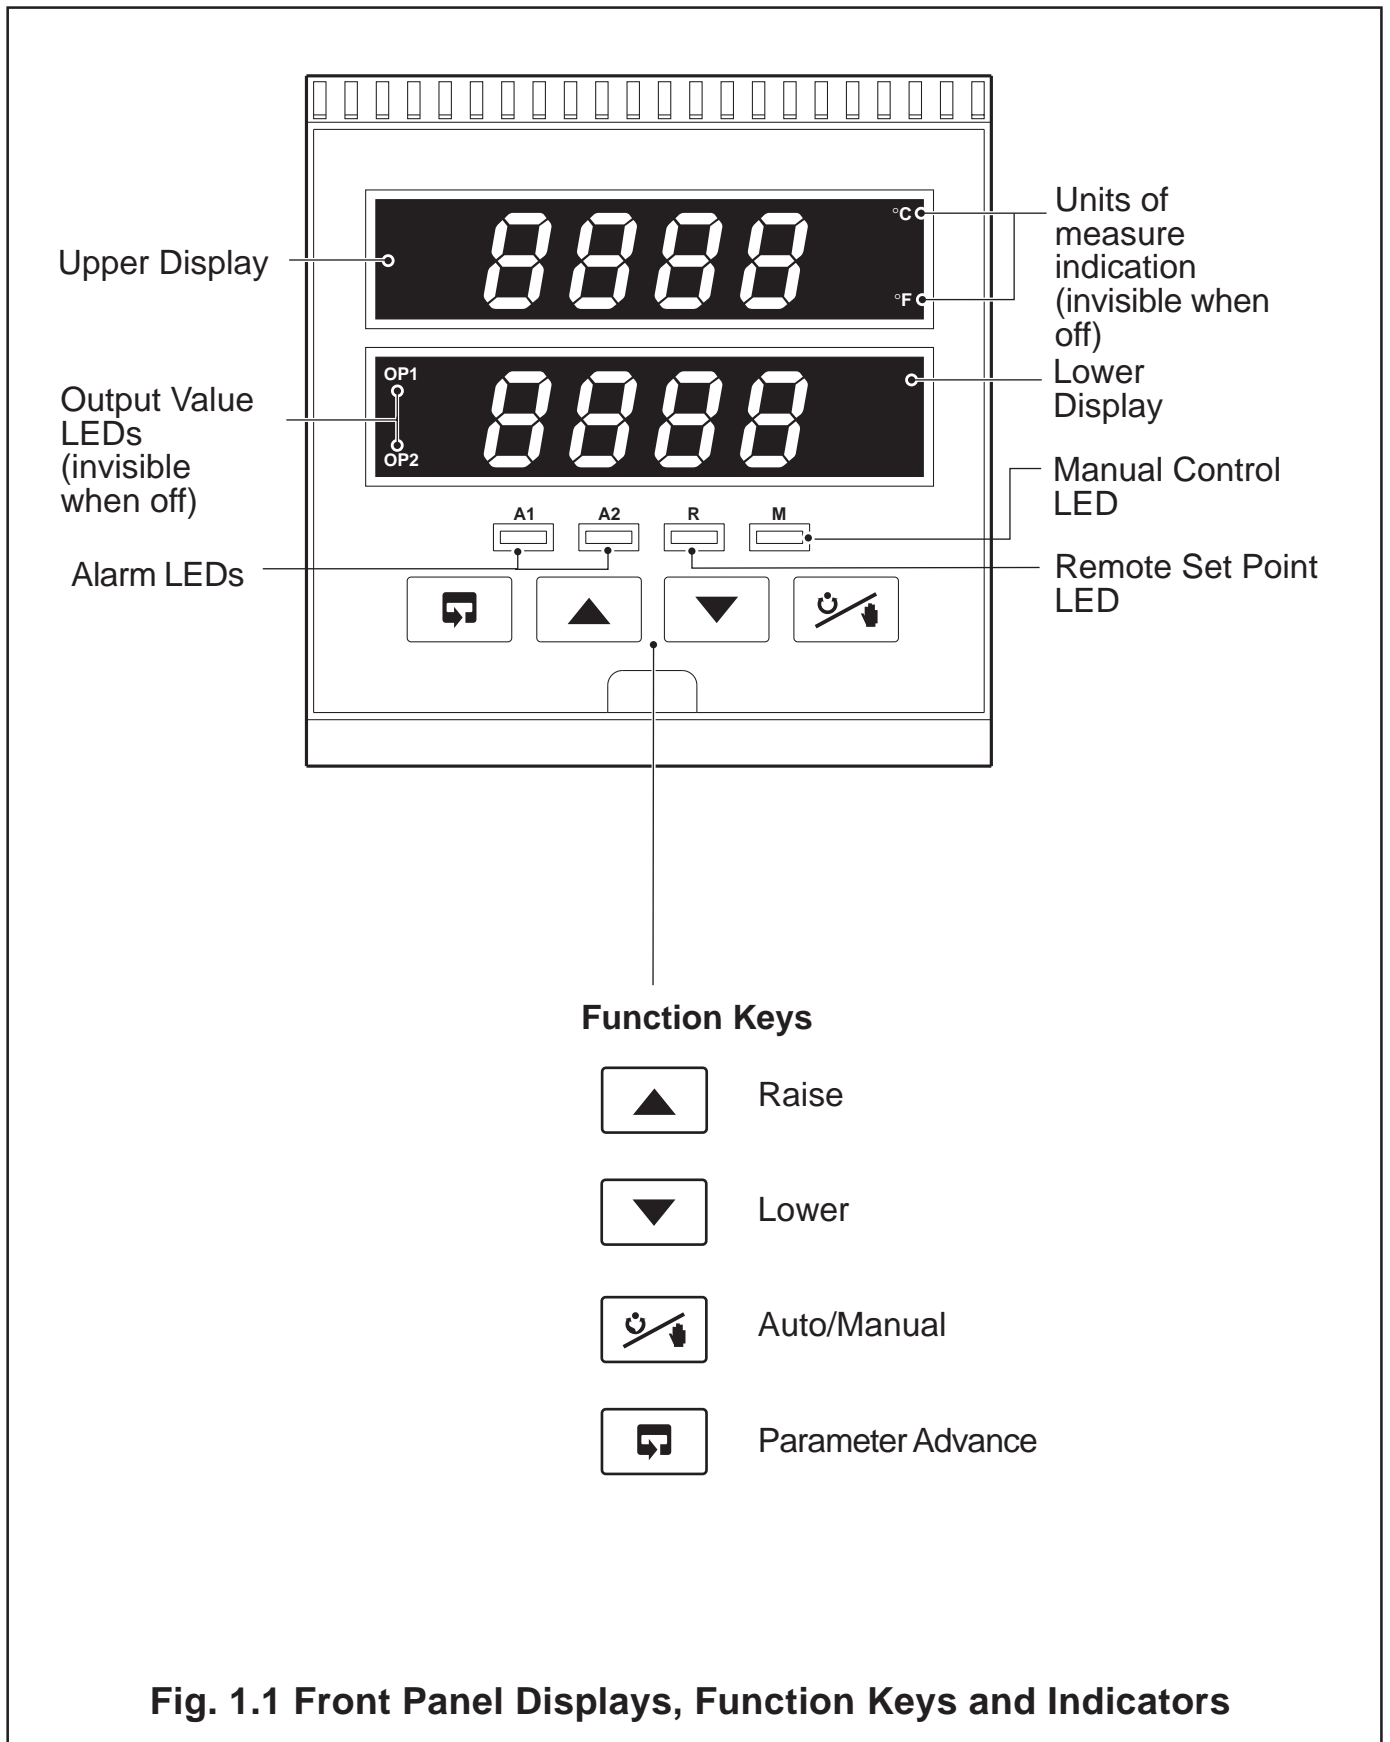 8888
°C
°F
Upper Display
Units of
measure
indication
(invisible when
off)
OP1
OP2
8888
Output Value
LEDs
(invisible
when off)
Lower
Display
Manual Control
LED
A1
A2
R
M
Alarm LEDs
Remote Set Point
LED
Function Keys
Raise
Lower
Auto/Manual
Parameter Advance
Fig. 1.1 Front Panel Displays, Function Keys and Indicators